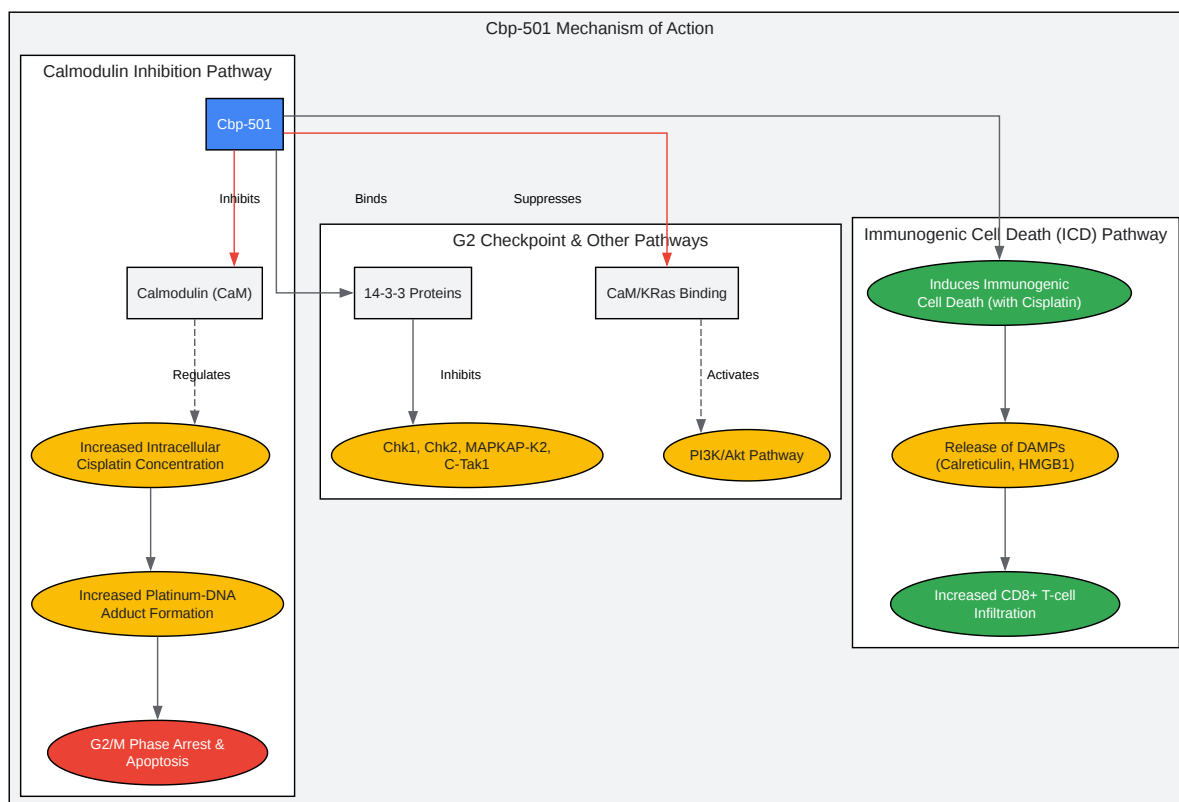 Cbp-501 Mechanism of Action
Calmodulin Inhibition Pathway
Cbp-501
Inhibits
Binds
Suppresses
G2 Checkpoint & Other Pathways
Immunogenic Cell Death (ICD) Pathway
Calmodulin (CaM)
14-3-3 Proteins
CaM/KRas Binding
Induces Immunogenic
Cell Death (with Cisplatin)
Regulates
Inhibits
Activates
Increased Intracellular
Cisplatin Concentration
Chk1, Chk2, MAPKAP-K2,
C-Tak1
PI3K/Akt Pathway
Release of DAMPs
(Calreticulin, HMGB1)
Increased Platinum-DNA
Adduct Formation
Increased CD8+ T-cell
Infiltration
G2/M Phase Arrest &
Apoptosis